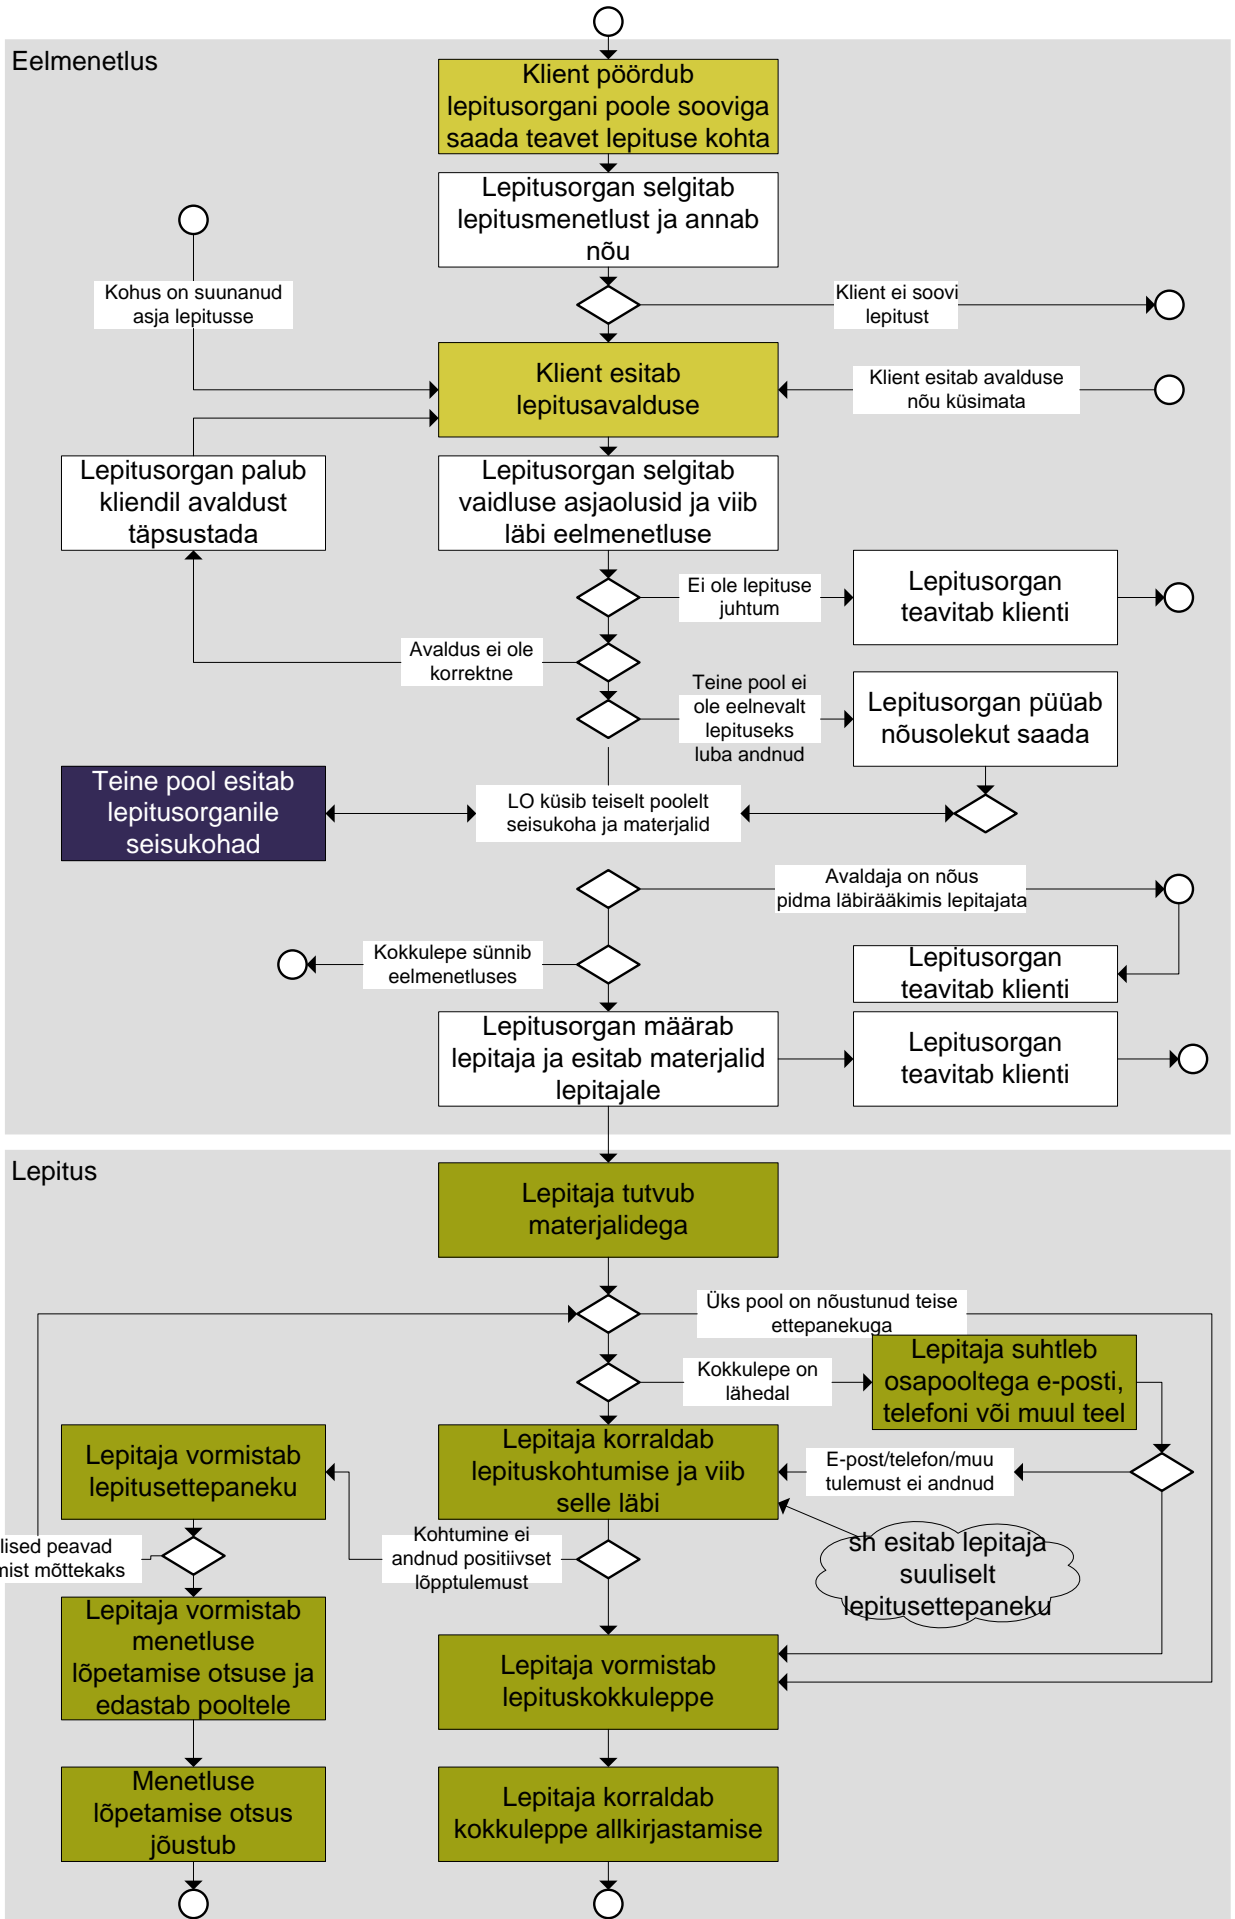 Eelmenetlus
Klient pöördub
lepitusorgani poole sooviga
saada teavet lepituse kohta
Lepitusorgan selgitab
lepitusmenetlust ja annab
nõu
Kohus on suunanud
asja lepitusse
Klient ei soovi
lepitust
Klient esitab
lepitusavalduse
Klient esitab avalduse
nõu küsimata
Lepitusorgan palub
kliendil avaldust
täpsustada
Lepitusorgan selgitab
vaidluse asjaolusid ja viib
läbi eelmenetluse
Ei ole lepituse
juhtum
Lepitusorgan
teavitab klienti
Avaldus ei ole
korrektne
Teine pool ei
ole eelnevalt
lepituseks
luba andnud
Lepitusorgan püüab
nõusolekut saada
Teine pool esitab
lepitusorganile
seisukohad
LO küsib teiselt poolelt
seisukoha ja materjalid
Avaldaja on nõus
pidma läbirääkimis lepitajata
Kokkulepe sünnib
eelmenetluses
Lepitusorgan
teavitab klienti
Lepitusorgan määrab
lepitaja ja esitab materjalid
lepitajale
Lepitusorgan
teavitab klienti
Lepitus
Lepitaja tutvub
materjalidega
Üks pool on nõustunud teise
ettepanekuga
Kokkulepe on
lähedal
Lepitaja suhtleb
osapooltega e-posti,
telefoni või muul teel
Lepitaja vormistab
lepitusettepaneku
Lepitaja korraldab
lepituskohtumise ja viib
selle läbi
E-post/telefon/muu
tulemust ei andnud
lised peavad
mist mõttekaks
Kohtumine ei
andnud positiivset
lõpptulemust
sh esitab lepitaja
suuliselt
lepitusettepaneku
Lepitaja vormistab
menetluse
lõpetamise otsuse ja
edastab pooltele
Lepitaja vormistab
lepituskokkuleppe
Menetluse
lõpetamise otsus
jõustub
Lepitaja korraldab
kokkuleppe allkirjastamise